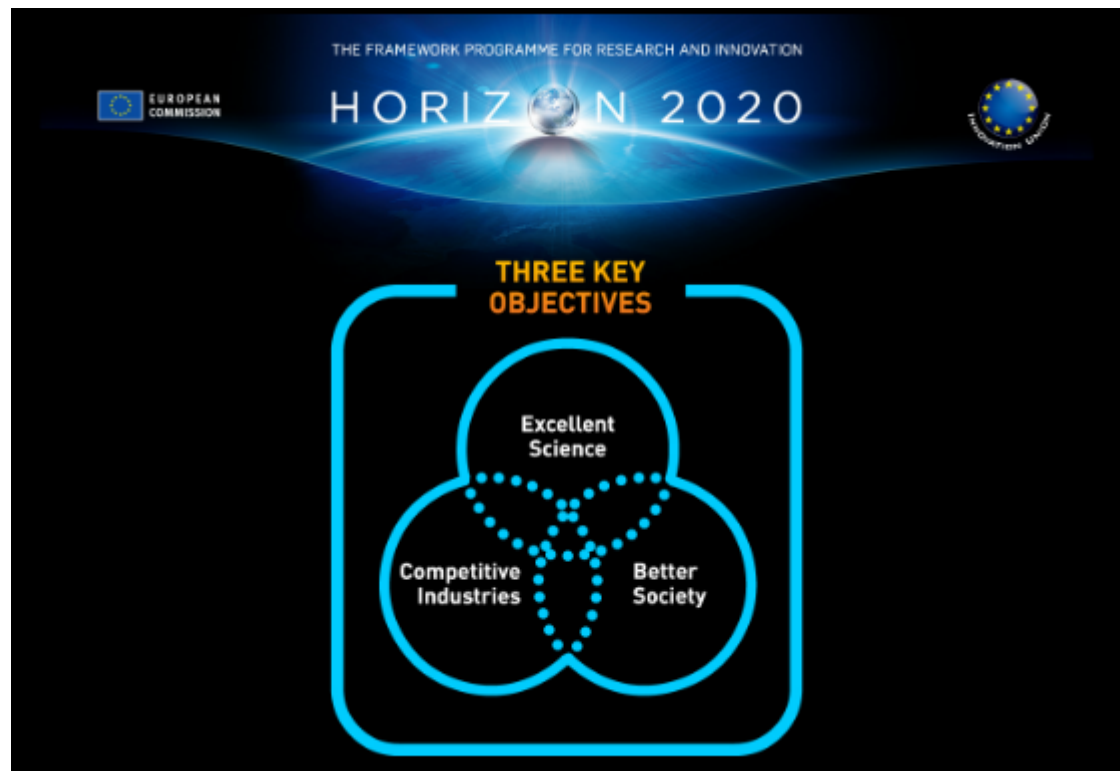 THE FRAMEWORK PROGRAMME FOR RESEARCH AND INNOVATION
EUROPEAN
COMMISSION
HORIZON 2020
INNOVATION UNION
THREE KEY
OBJECTIVES
Excellent
Science
Competitive
Industries
Better
Society